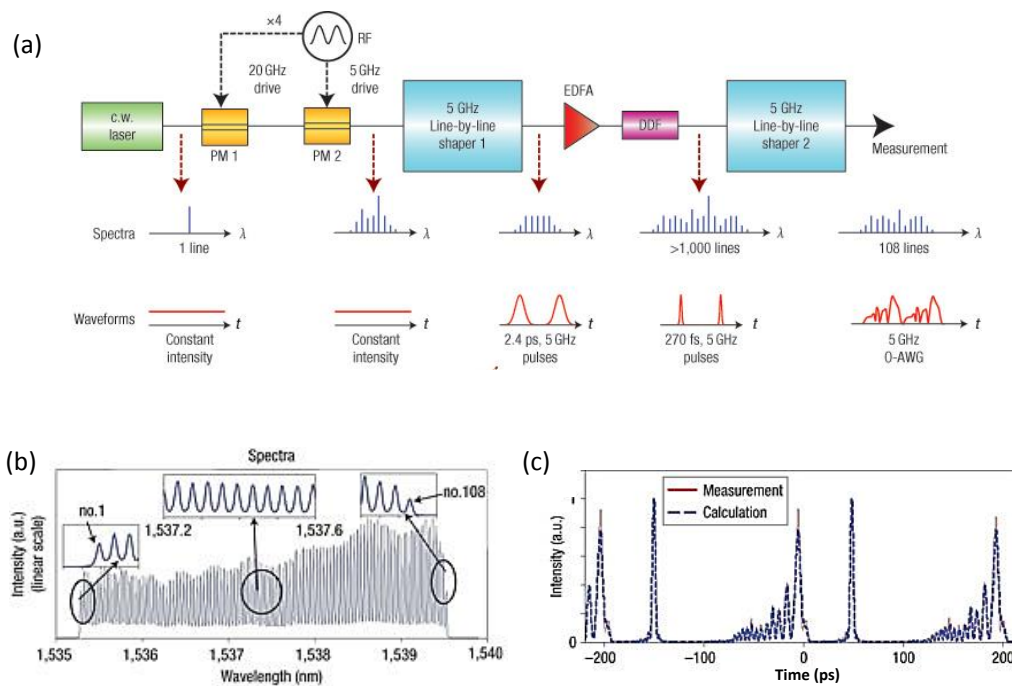 (a)
×4
RF
20 GHz
drive
5 GHz
drive
c.w.
laser
PM 1
PM 2
5 GHz
Line-by-line
shaper 1
EDFA
DDF
5 GHz
Line-by-line
shaper 2
Measurement
Spectra
λ
1 line
λ
λ
λ
>1,000 lines
λ
108 lines
Waveforms
t
Constant
intensity
t
Constant
intensity
t
2.4 ps, 5 GHz
pulses
t
270 fs, 5 GHz
pulses
t
5 GHz
O-AWG
(b)
Spectra
no.1
1,537.2
1,537.6
no.108
Intensity (a.u.)
(linear scale)
1,535
1,536
1,537
1,538
1,539
1,540
Wavelength (nm)
(c)
Measurement
Calculation
Intensity (a.u.)
0
–200
–100
0
100
200
Time (ps)